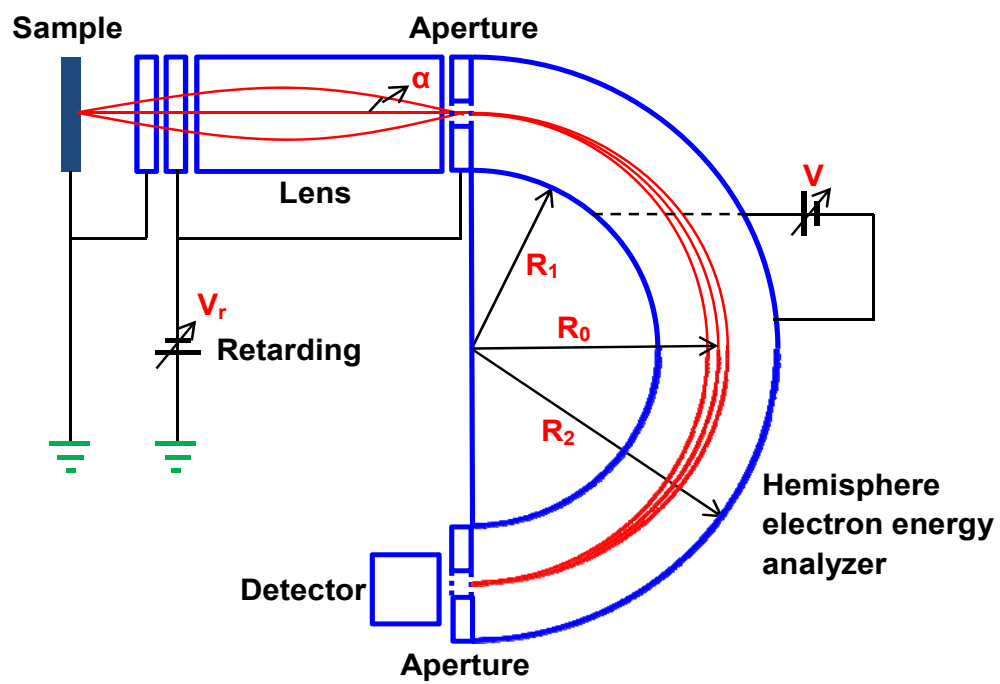 Sample
Aperture
α
Lens
V
R₁
Vᵣ
Retarding
R₀
R₂
Hemisphere
electron energy
analyzer
Detector
Aperture